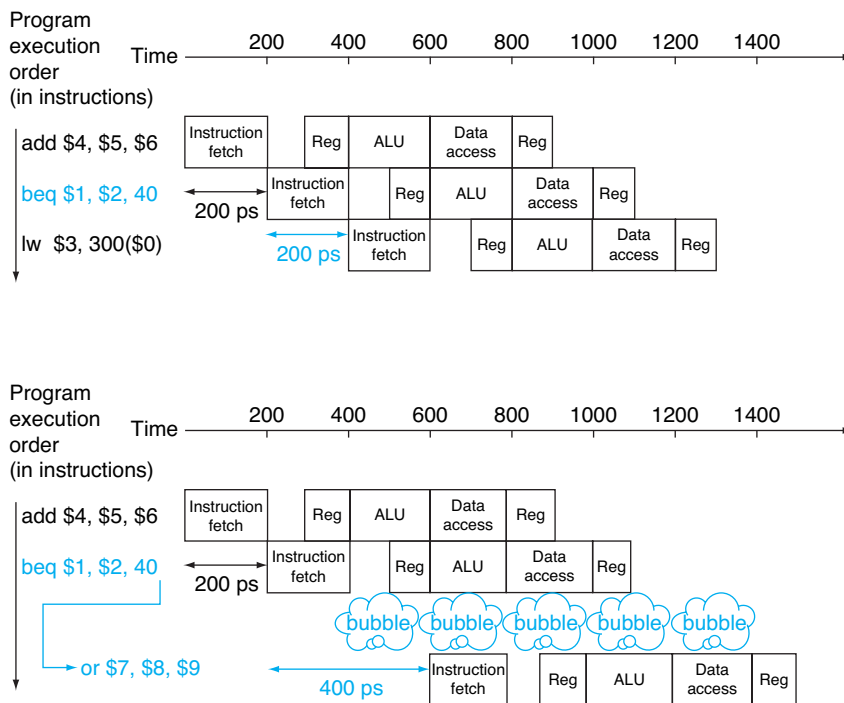 Program
execution
order
(in instructions)
Time
200 400 600 800 1000 1200 1400
add $4, $5, $6
Instruction
fetch
Reg
ALU
Data
access
Reg
beq $1, $2, 40
200 ps
Instruction
fetch
Reg
ALU
Data
access
Reg
lw $3, 300($0)
200 ps
Instruction
fetch
Reg
ALU
Data
access
Reg
Program
execution
order
(in instructions)
Time
200 400 600 800 1000 1200 1400
add $4, $5, $6
Instruction
fetch
Reg
ALU
Data
access
Reg
beq $1, $2, 40
200 ps
Instruction
fetch
Reg
ALU
Data
access
Reg
bubble bubble bubble bubble bubble
or $7, $8, $9
400 ps
Instruction
fetch
Reg
ALU
Data
access
Reg